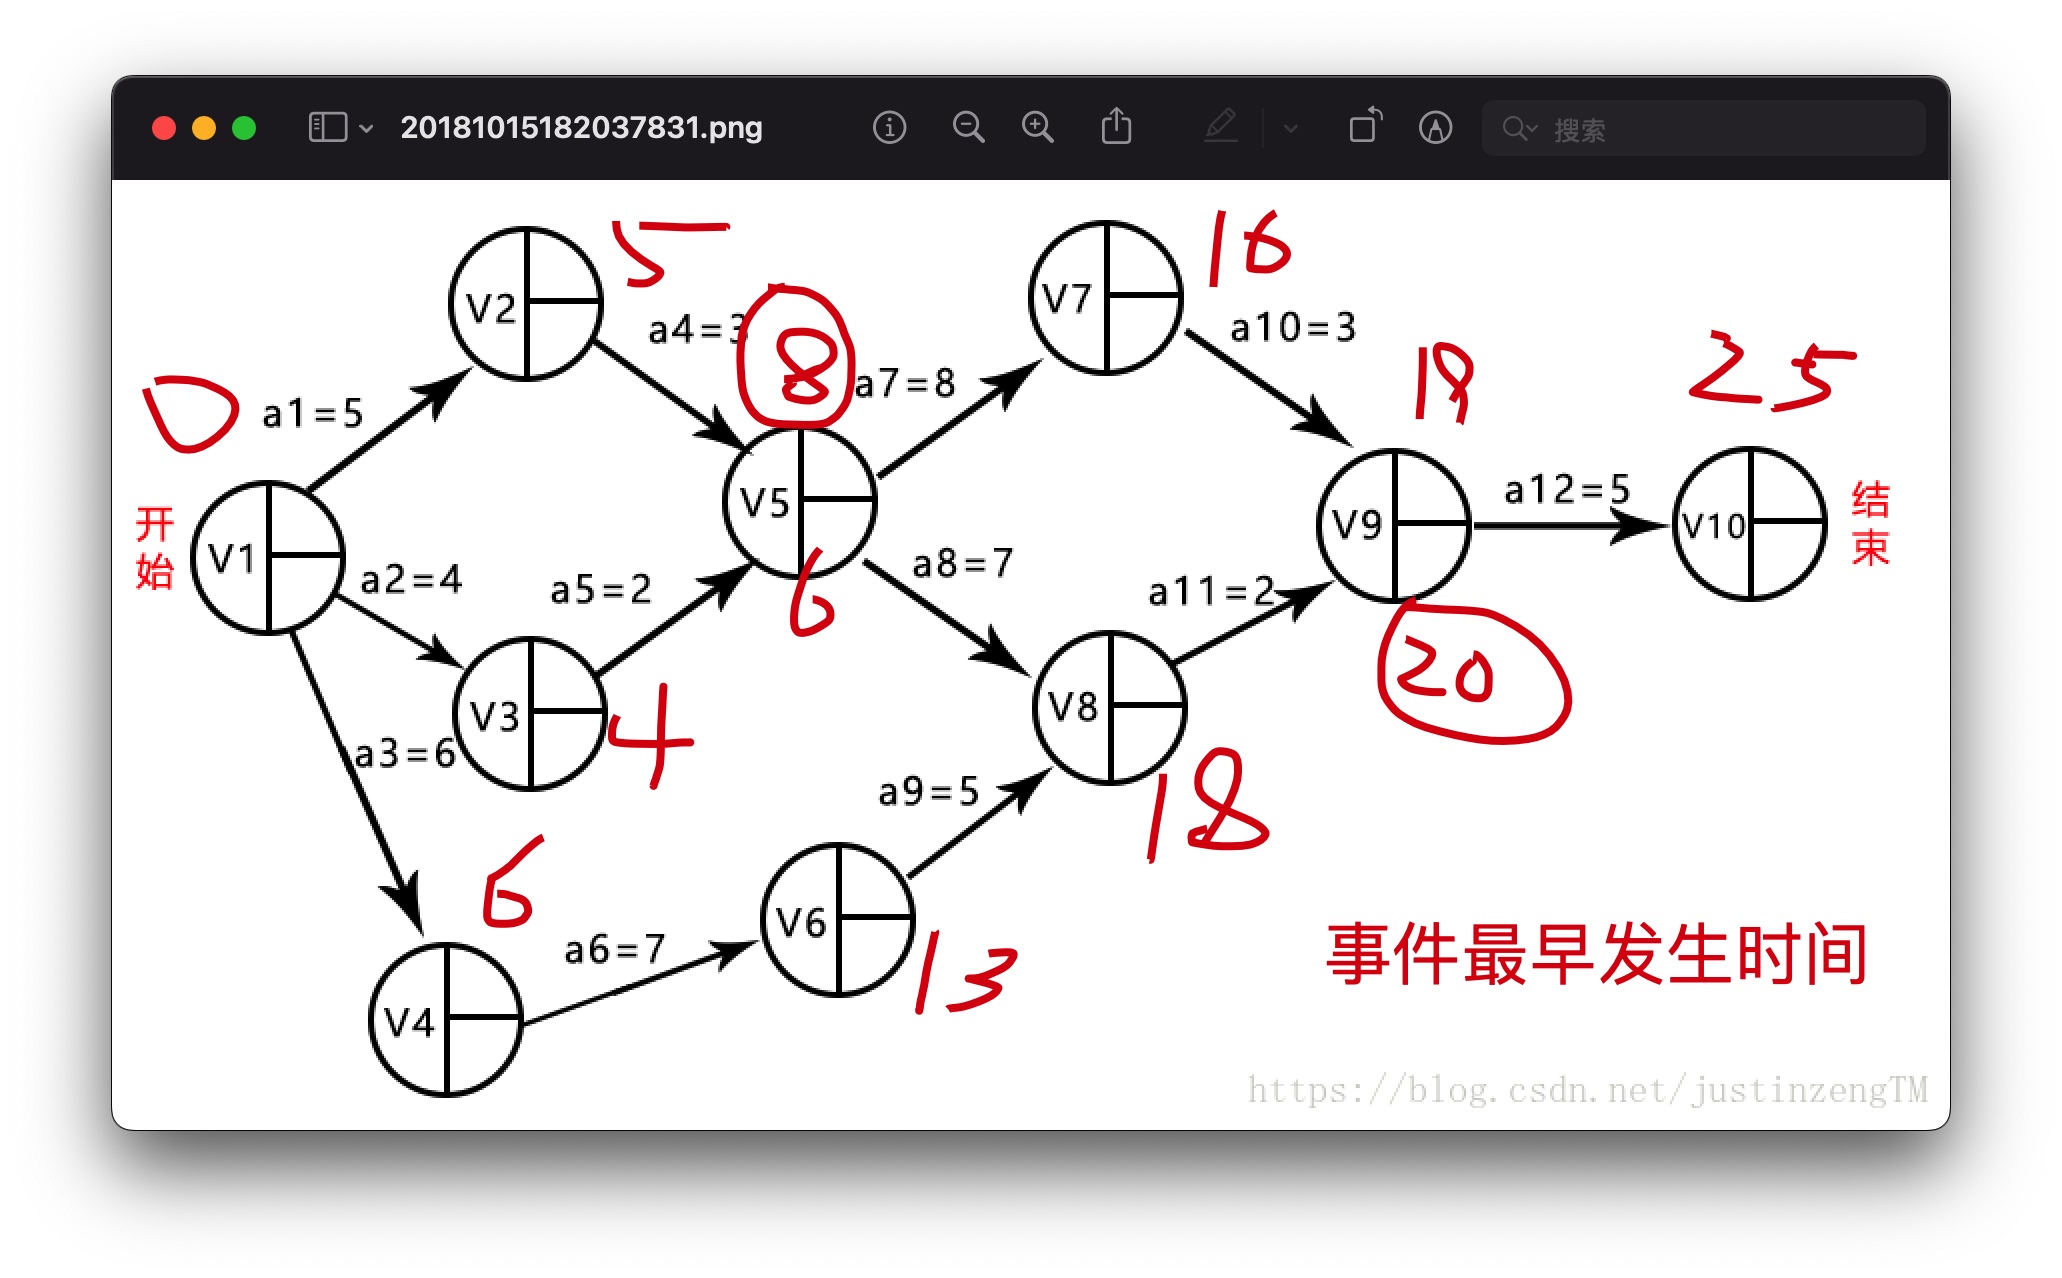 20181015182037831.png
搜索
5
16
V2
V7
a4=3
8
a10=3
0
a1=5
a7=8
19
25
开始
V1
V5
V9
a12=5
V10
结束
a2=4
a5=2
6
a8=7
a11=2
20
V3
4
V8
a3=6
18
a9=5
6
V6
13
a6=7
V4
事件最早发生时间
https://blog.csdn.net/justinzengTM